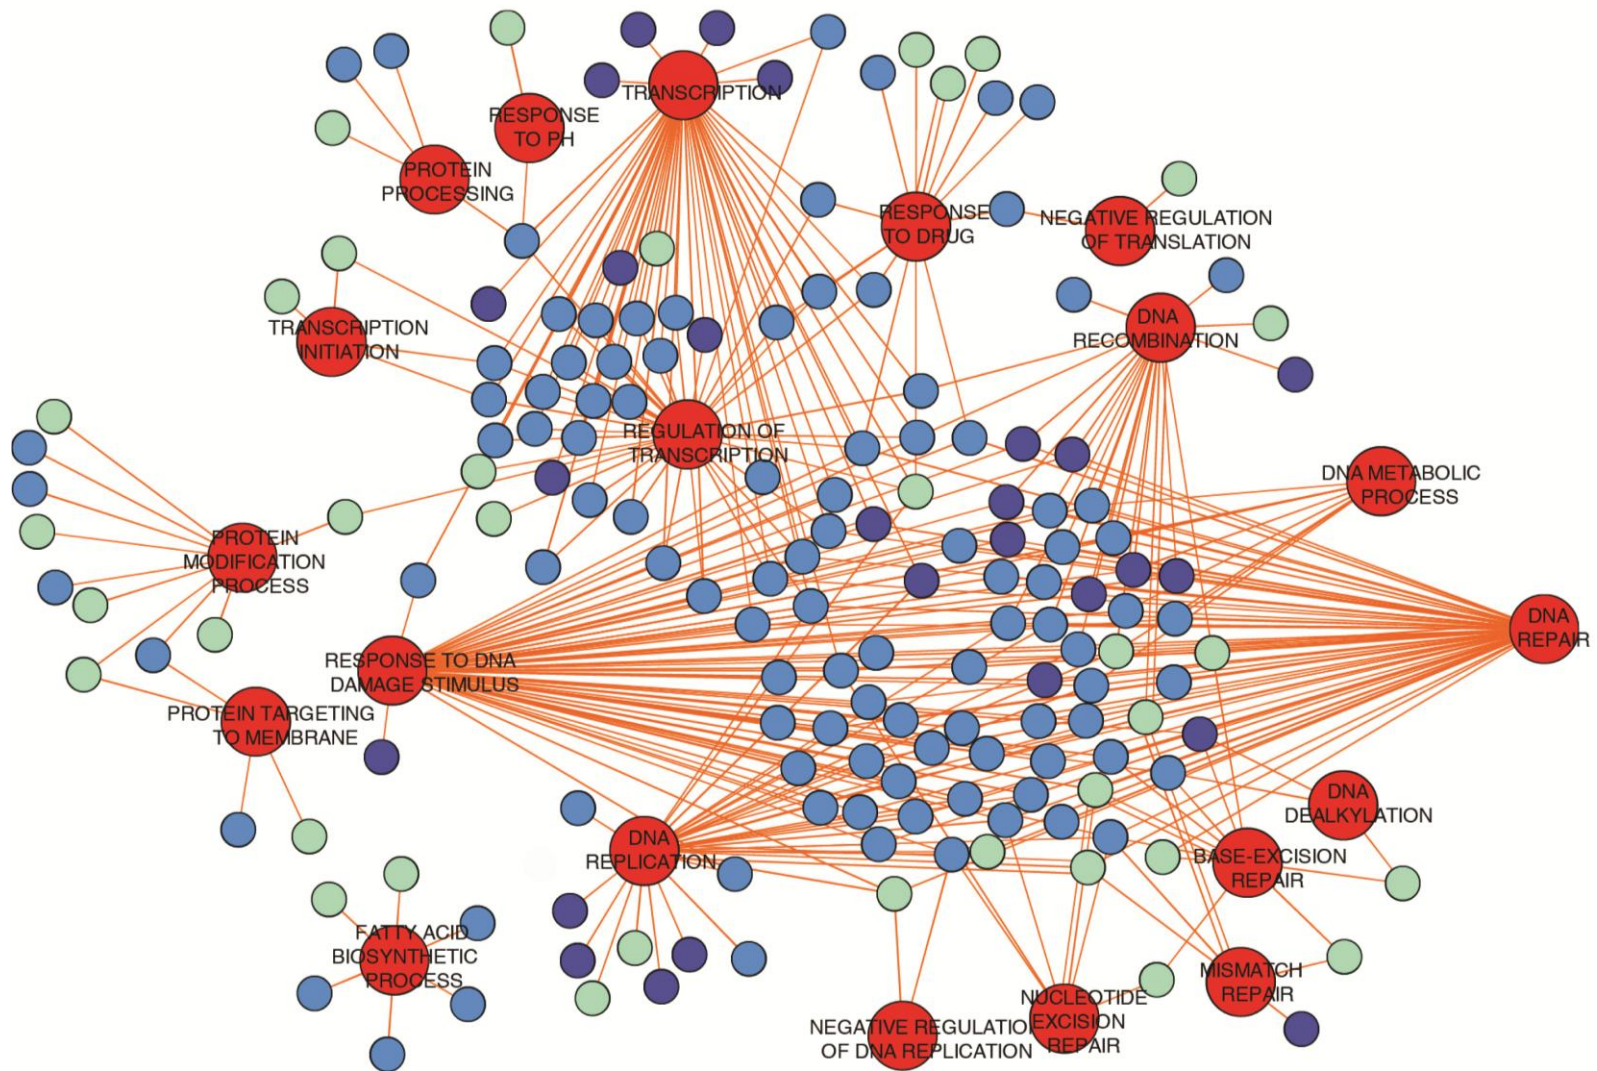 TRANSCRIPTION
RESPONSE
TO PH
PROTEIN
PROCESSING
RESPONSE
TO DRUG
NEGATIVE REGULATION
OF TRANSLATION
TRANSCRIPTION
INITIATION
DNA
RECOMBINATION
REGULATION OF
TRANSCRIPTION
DNA METABOLIC
PROCESS
PROTEIN
MODIFICATION
PROCESS
DNA
REPAIR
RESPONSE TO DNA
DAMAGE STIMULUS
PROTEIN TARGETING
TO MEMBRANE
DNA
DEALKYLATION
DNA
REPLICATION
BASE-EXCISION
REPAIR
FATTY ACID
BIOSYNTHETIC
PROCESS
MISMATCH
REPAIR
NUCLEOTIDE
EXCISION
REPAIR
NEGATIVE REGULATIO
OF DNA REPLICATION